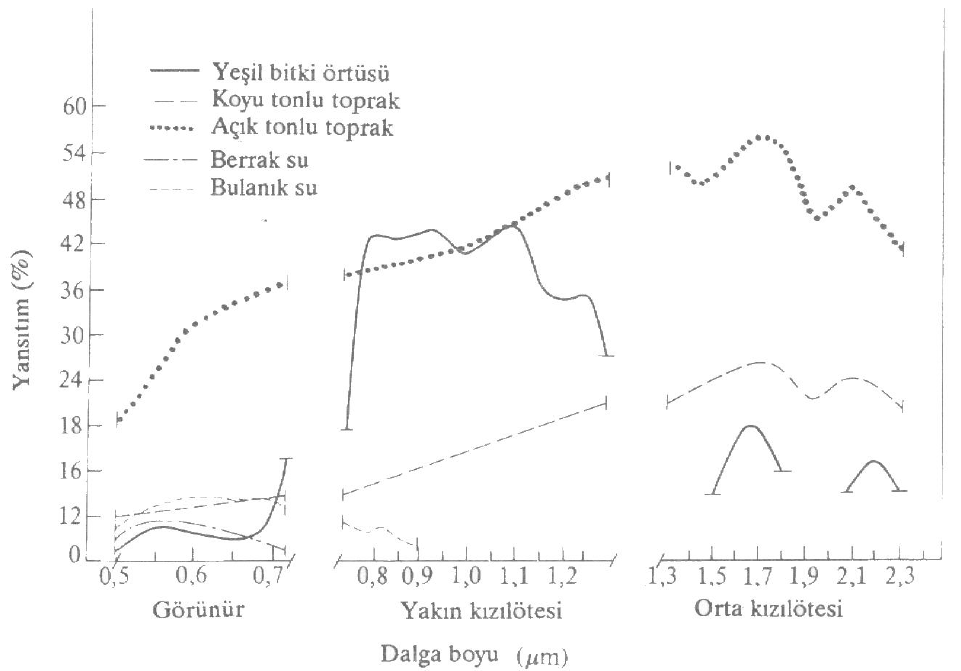 Yeşil bitki örtüsü
Koyu tonlu toprak
Açık tonlu toprak
Berrak su
Bulanık su
Yansıtım (%)
60
54
48
42
36
30
24
18
16
12
0
0,5 0,6 0,7 0,8 0,9 1,0 1,1 1,2 1,3 1,5 1,7 1,9 2,1 2,3
Görünür Yakın kızılötesi Orta kızılötesi
Dalga boyu (μm)